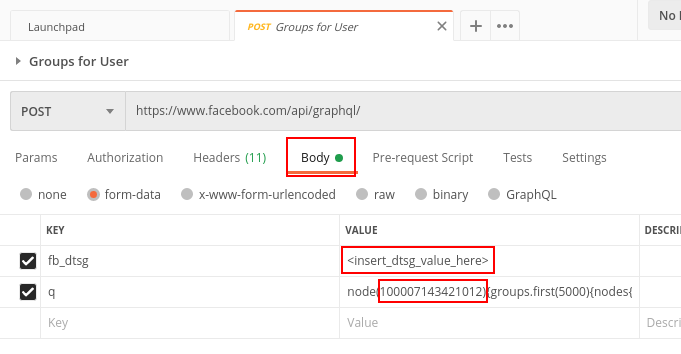 Launchpad
POST Groups for User
No
Groups for User
POST https://www.facebook.com/api/graphql/
Params Authorization Headers (11) Body Pre-request Script Tests Settings
none form-data x-www-form-urlencoded raw binary GraphQL
KEY VALUE DESCRI
fb_dtsg <insert_dtsg_value_here>
q node(100007143421012){groups.first(5000){nodes{
Key Value Descri